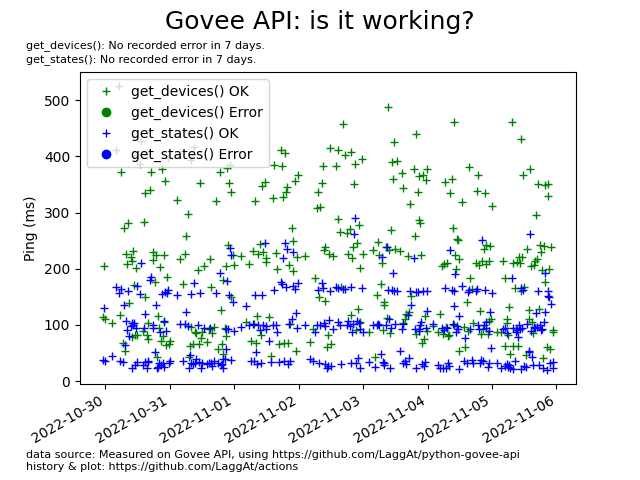 Govee API: is it working?
get_devices(): No recorded error in 7 days.
get_states(): No recorded error in 7 days.
get_devices() OK
get_devices() Error
get_states() OK
get_states() Error
Ping (ms)
500
400
300
200
100
0
2022-10-30
2022-10-31
2022-11-01
2022-11-02
2022-11-03
2022-11-04
2022-11-05
2022-11-06
data source: Measured on Govee API, using https://github.com/LaggAt/python-govee-api
history & plot: https://github.com/LaggAt/actions